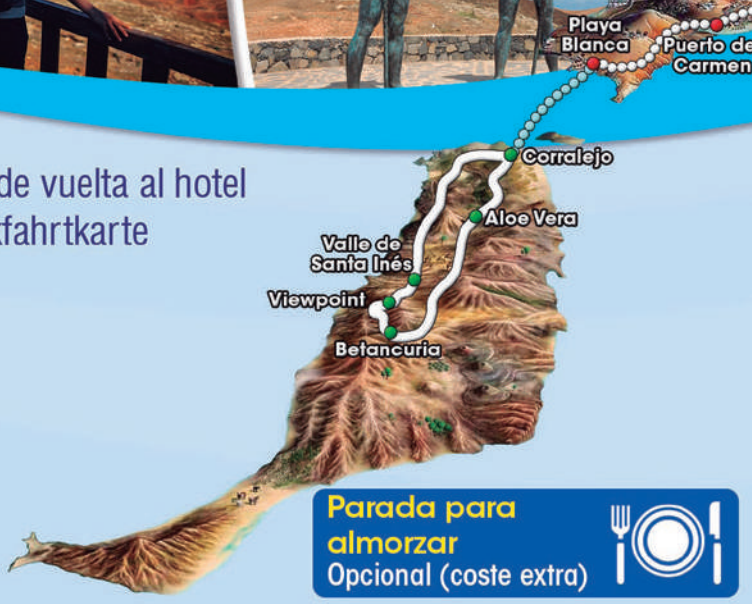 Playa
Blanca
Puerto de
Carmen
de vuelta al hotel
fahrtkarte
Corralejo
Aloe Vera
Valle de
Santa Inés
Viewpoint
Betancuria
Parada para
almorzar
Opcional (coste extra)